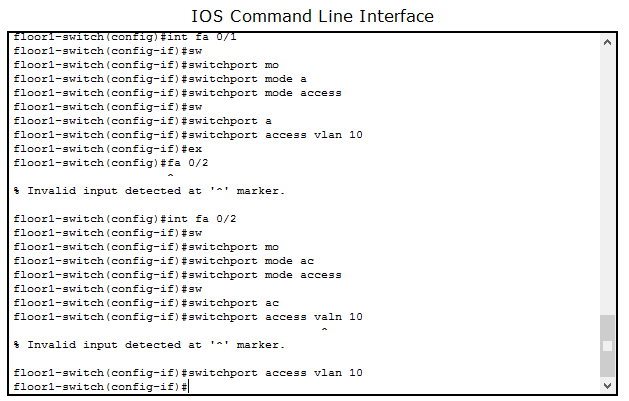 IOS Command Line Interface
floor1-switch(config)#int fa 0/1
floor1-switch(config-if)#sw
floor1-switch(config-if)#switchport mo
floor1-switch(config-if)#switchport mode a
floor1-switch(config-if)#switchport mode access
floor1-switch(config-if)#sw
floor1-switch(config-if)#switchport a
floor1-switch(config-if)#switchport access vlan 10
floor1-switch(config-if)#ex
floor1-switch(config)#fa 0/2
^
% Invalid input detected at '^' marker.
floor1-switch(config)#int fa 0/2
floor1-switch(config-if)#sw
floor1-switch(config-if)#switchport mo
floor1-switch(config-if)#switchport mode ac
floor1-switch(config-if)#switchport mode access
floor1-switch(config-if)#sw
floor1-switch(config-if)#switchport ac
floor1-switch(config-if)#switchport access valn 10
^
% Invalid input detected at '^' marker.
floor1-switch(config-if)#switchport access vlan 10
floor1-switch(config-if)#